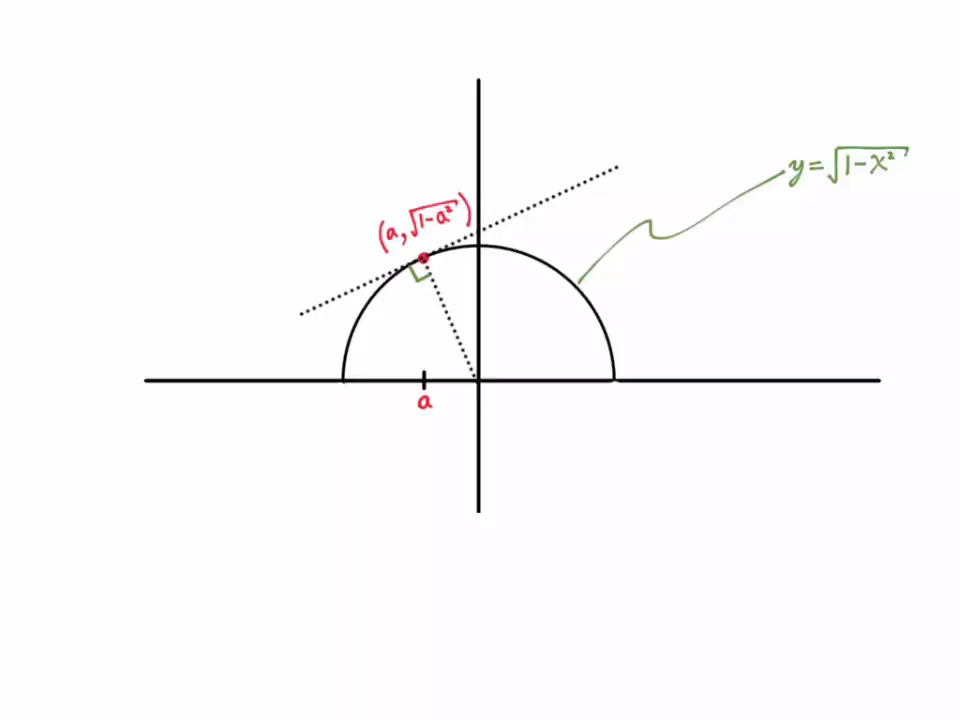 y=√(1-x²)
(a,√(1-a²))
a